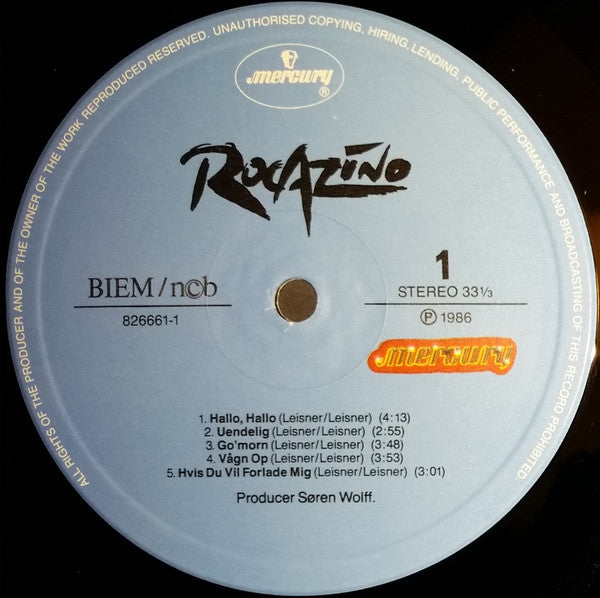 ALL RIGHTS OF THE PRODUCER AND OF THE OWNER OF THE WORK REPRODUCED RESERVED. UNAUTHORISED COPYING, HIRING, LENDING, PUBLIC PERFORMANCE AND BROADCASTING OF THIS RECORD PROHIBITED.
mercury ®
ROCAZINO
BIEM/n©b
826661-1
1
STEREO 33⅓
℗ 1986
mercury
1. Hallo, Hallo (Leisner/Leisner) (4:13)
2. Uendelig (Leisner/Leisner) (2:55)
3. Go'morn (Leisner/Leisner) (3:48)
4. Vågn Op (Leisner/Leisner) (3:53)
5. Hvis Du Vil Forlade Mig (Leisner/Leisner) (3:01)
Producer Søren Wolff.